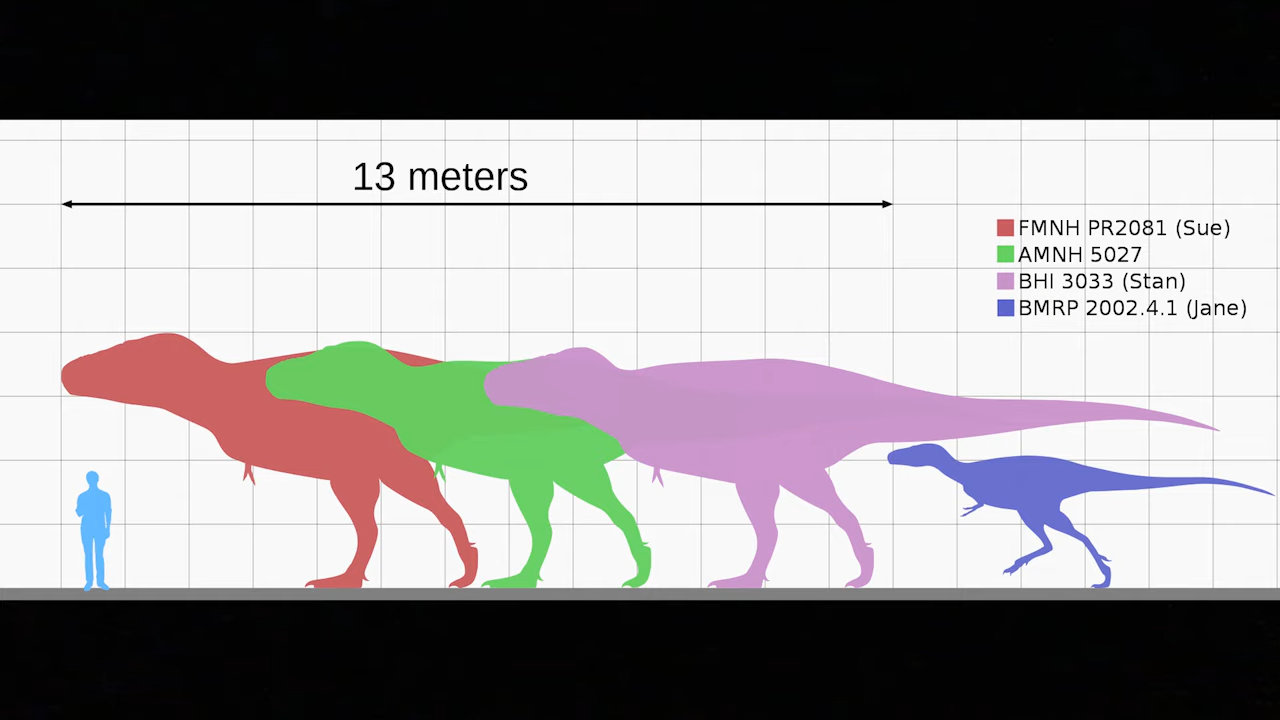 13 meters
FMNH PR2081 (Sue)
AMNH 5027
BHI 3033 (Stan)
BMRP 2002.4.1 (Jane)